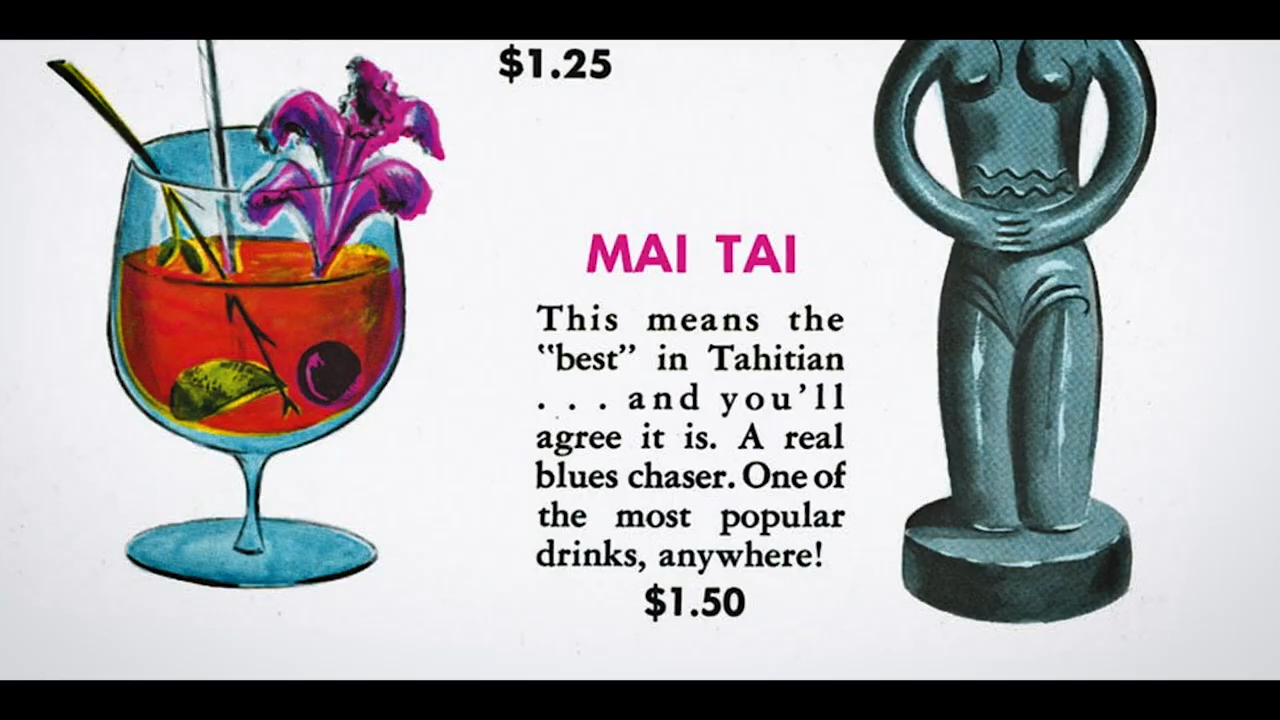 $1.25
MAI TAI
This means the
"best" in Tahitian
. . . and you'll
agree it is. A real
blues chaser. One of
the most popular
drinks, anywhere!
$1.50